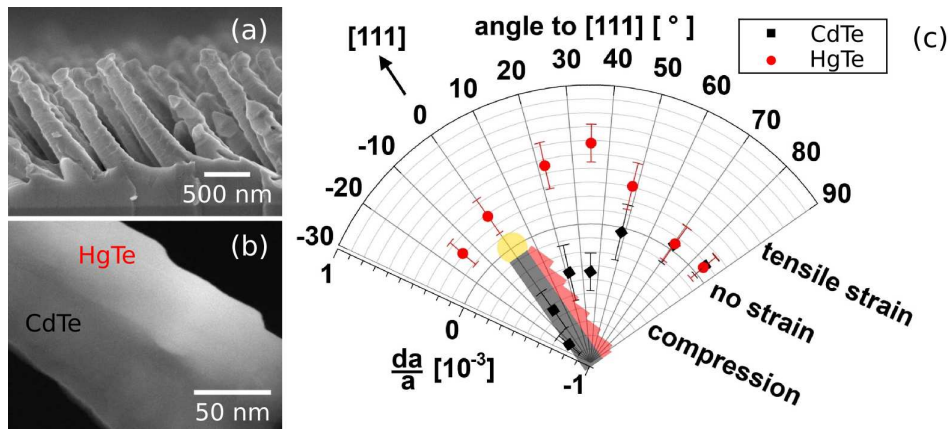 (a)
500 nm
(b)
HgTe
CdTe
50 nm
(c)
CdTe
HgTe
angle to [111] [ ° ]
[111]
-30
-20
-10
0
10
20
30
40
50
60
70
80
90
1
0
-1
da
a
[10⁻³]
tensile strain
no strain
compression